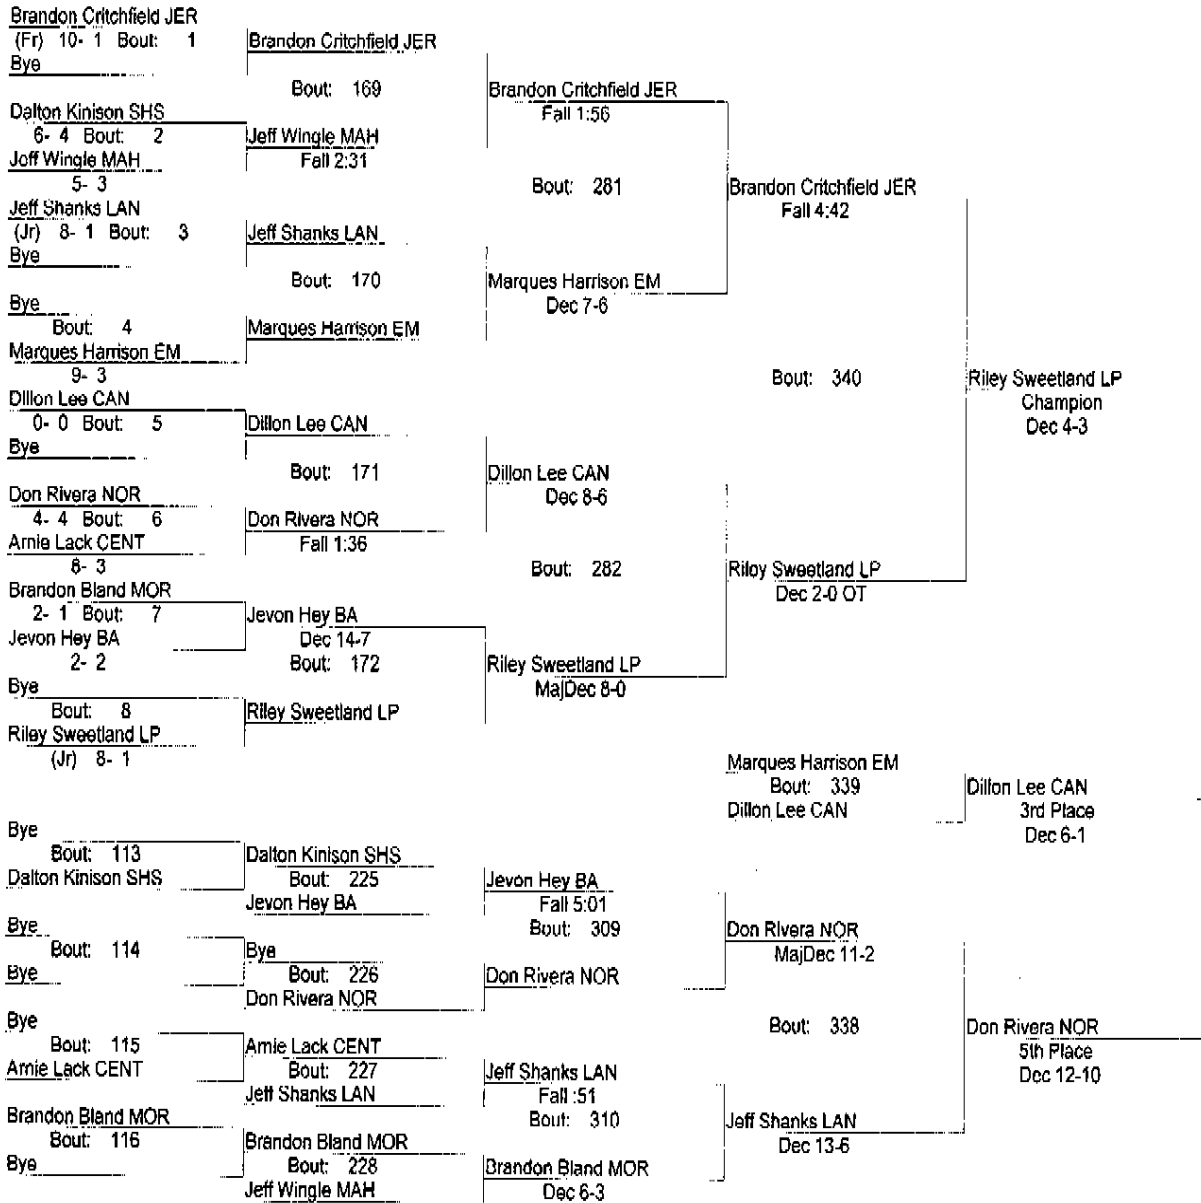 Brandon Critchfield JER
(Fr) 10- 1 Bout: 1
Bye
Brandon Critchfield JER
Bout: 169
Dalton Kinison SHS
6- 4 Bout: 2
Joff Wingle MAH
5- 3
Jeff Wingle MAH
Fall 2:31
Brandon Critchfield JER
Fall 1:56
Bout: 281
Jeff Shanks LAN
(Jr) 8- 1 Bout: 3
Bye
Jeff Shanks LAN
Bout: 170
Bye
Bout: 4
Marques Harrison EM
9- 3
Marques Harrison EM
Marques Harrison EM
Dec 7-6
Brandon Critchfield JER
Fall 4:42
Bout: 340
Dillon Lee CAN
0- 0 Bout: 5
Bye
Dillon Lee CAN
Bout: 171
Don Rivera NOR
4- 4 Bout: 6
Arnie Lack CENT
6- 3
Don Rivera NOR
Fall 1:36
Dillon Lee CAN
Dec 8-6
Bout: 282
Brandon Bland MOR
2- 1 Bout: 7
Jevon Hey BA
2- 2
Jevon Hey BA
Dec 14-7
Bout: 172
Bye
Bout: 8
Riley Sweetland LP
(Jr) 8- 1
Riley Sweetland LP
Riley Sweetland LP
MajDec 8-0
Riley Sweetland LP
Dec 2-0 OT
Riley Sweetland LP
Champion
Dec 4-3
Marques Harrison EM
Bout: 339
Dillon Lee CAN
Dillon Lee CAN
3rd Place
Dec 6-1
Bye
Bout: 113
Dalton Kinison SHS
Dalton Kinison SHS
Bout: 225
Jevon Hey BA
Jevon Hey BA
Fall 5:01
Bout: 309
Bye
Bout: 114
Bye
Bye
Bout: 226
Don Rivera NOR
Don Rivera NOR
Don Rivera NOR
MajDec 11-2
Bout: 338
Bye
Bout: 115
Arnie Lack CENT
Arnie Lack CENT
Bout: 227
Jeff Shanks LAN
Jeff Shanks LAN
Fall :51
Bout: 310
Brandon Bland MOR
Bout: 116
Bye
Brandon Bland MOR
Bout: 228
Jeff Wingle MAH
Brandon Bland MOR
Dec 6-3
Jeff Shanks LAN
Dec 13-6
Don Rivera NOR
5th Place
Dec 12-10